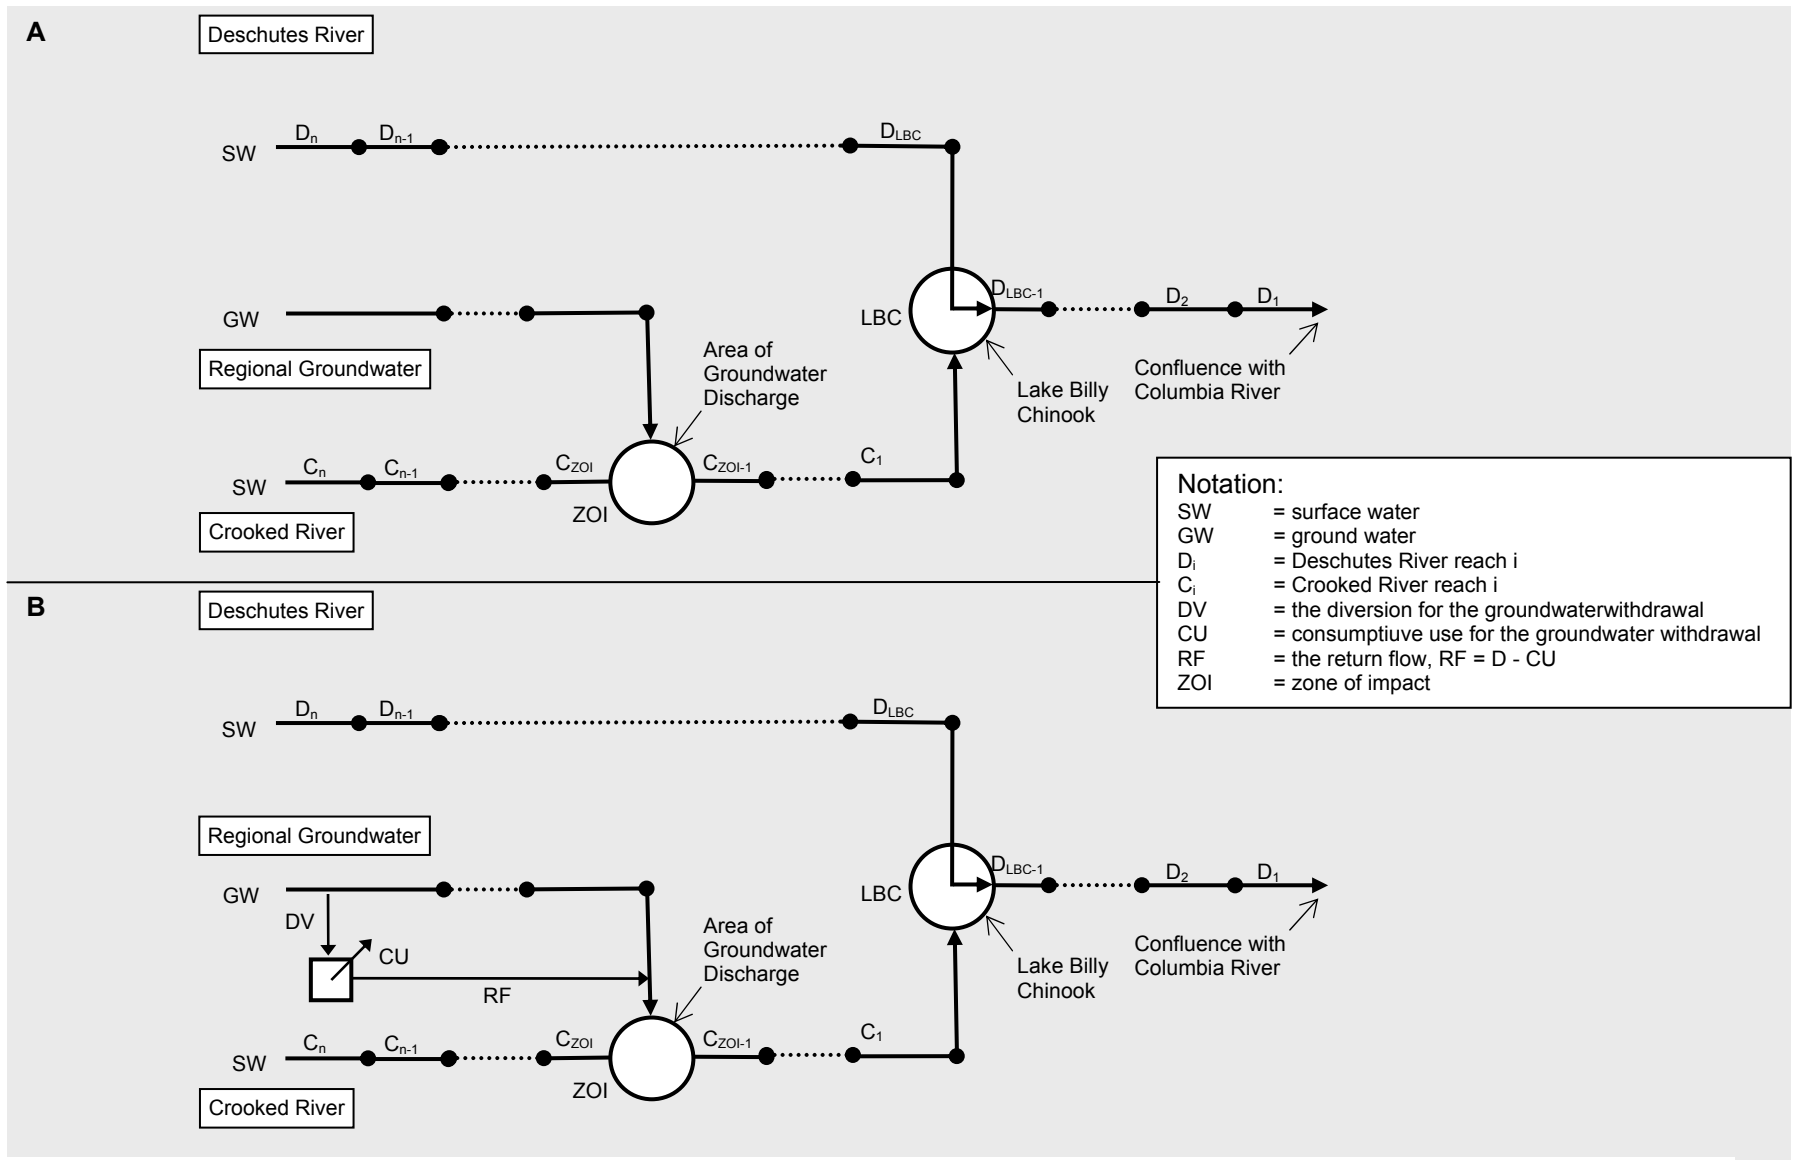 A
Deschutes River
SW
Dn
Dn-1
DLBC
GW
Regional Groundwater
Area of
Groundwater
Discharge
LBC
DLBC-1
D2
D1
Lake Billy
Chinook
Confluence with
Columbia River
SW
Cn
Cn-1
CZOI
ZOI
CZOI-1
C1
Crooked River
Notation:
SW = surface water
GW = ground water
Di = Deschutes River reach i
Ci = Crooked River reach i
DV = the diversion for the groundwaterwithdrawal
CU = consumptiuve use for the groundwater withdrawal
RF = the return flow, RF = D - CU
ZOI = zone of impact
B
Deschutes River
SW
Dn
Dn-1
DLBC
Regional Groundwater
GW
DV
CU
RF
Area of
Groundwater
Discharge
LBC
DLBC-1
D2
D1
Lake Billy
Chinook
Confluence with
Columbia River
SW
Cn
Cn-1
CZOI
ZOI
CZOI-1
C1
Crooked River